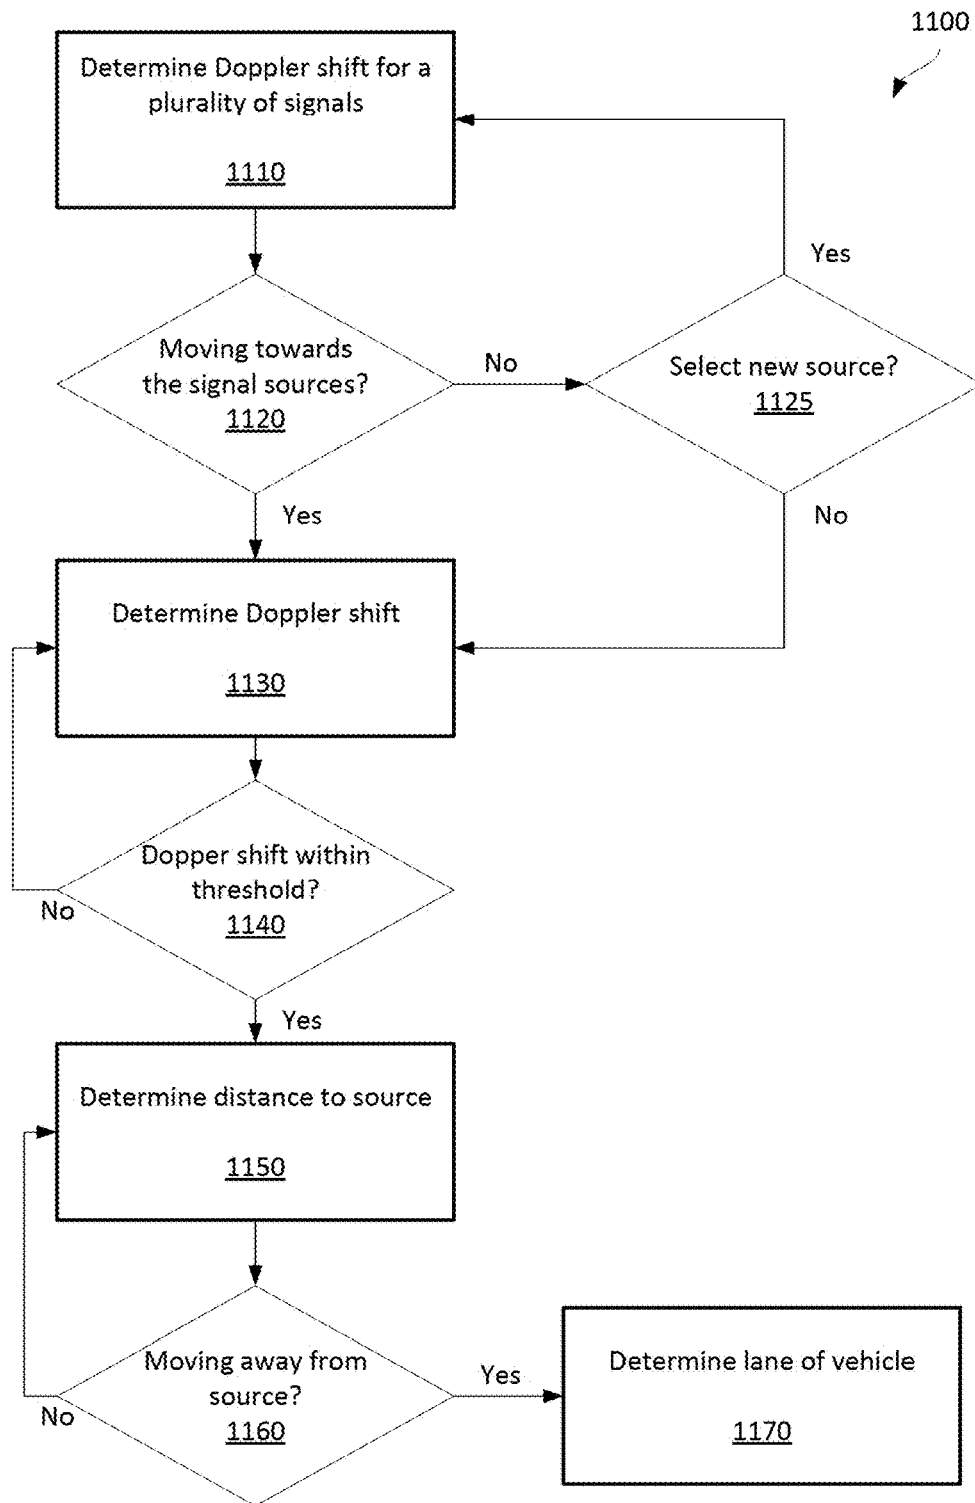 1100
Determine Doppler shift for a
plurality of signals
1110
Yes
Moving towards
the signal sources?
1120
No
Select new source?
1125
Yes
No
Determine Doppler shift
1130
Dopper shift within
threshold?
1140
No
Yes
Determine distance to source
1150
Moving away from
source?
1160
No
Yes
Determine lane of vehicle
1170